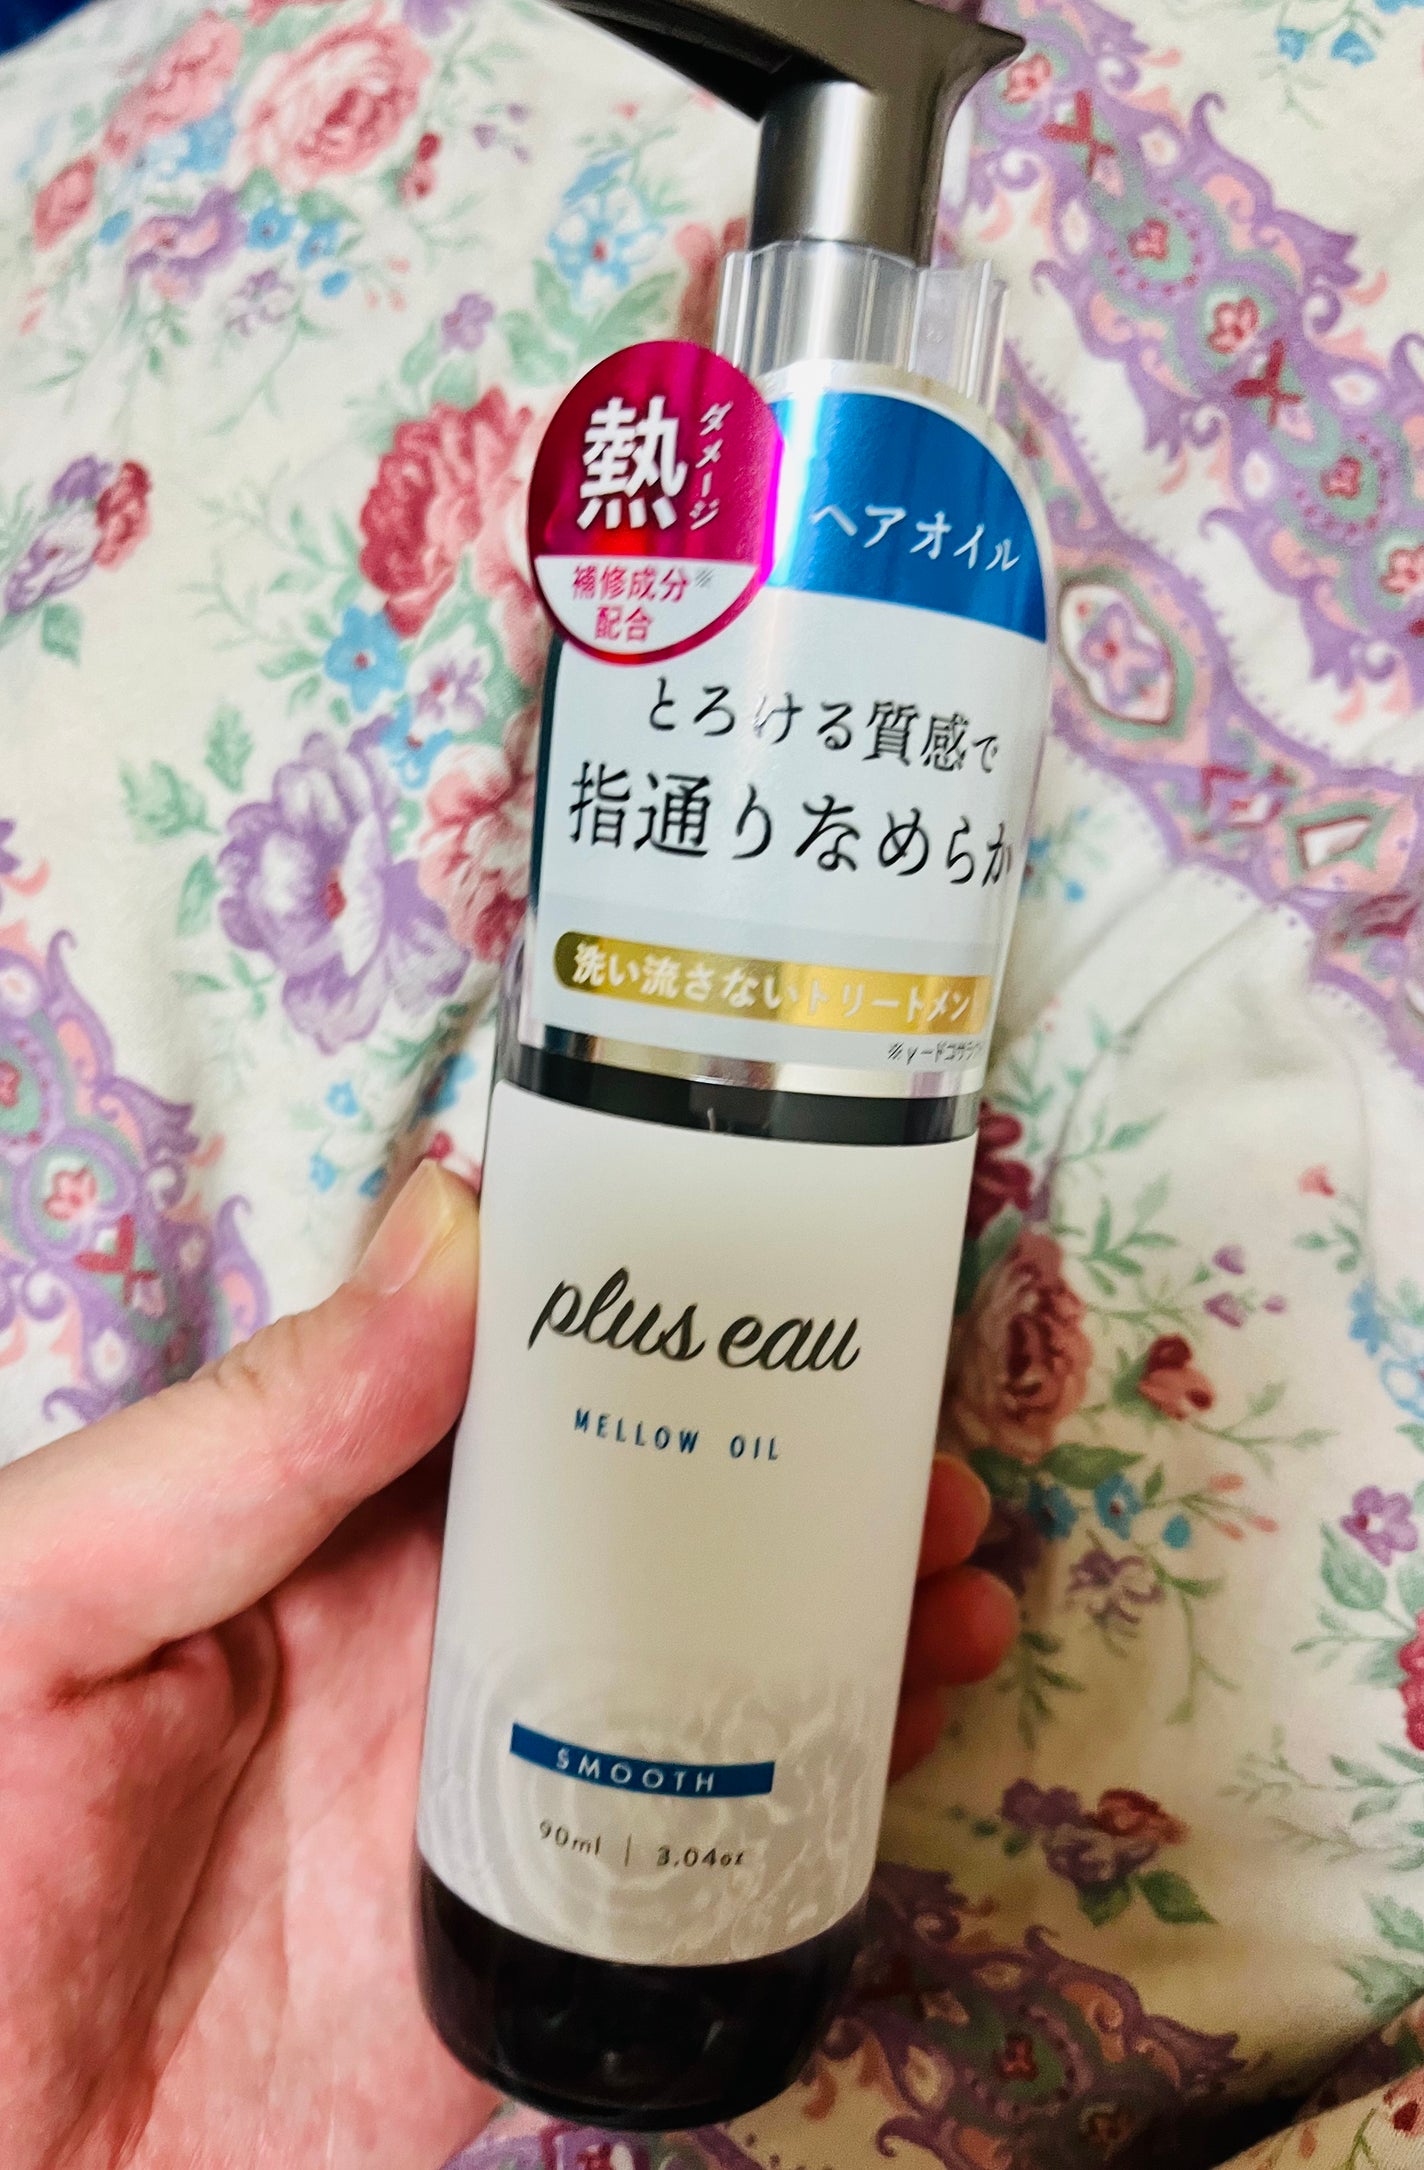 熱
ダメージ
補修成分※
配合
ヘアオイル
とろける質感で
指通りなめらか
洗い流さないトリートメン
plus eau
MELLOW OIL
SMOOTH
90ml | 3.04oz